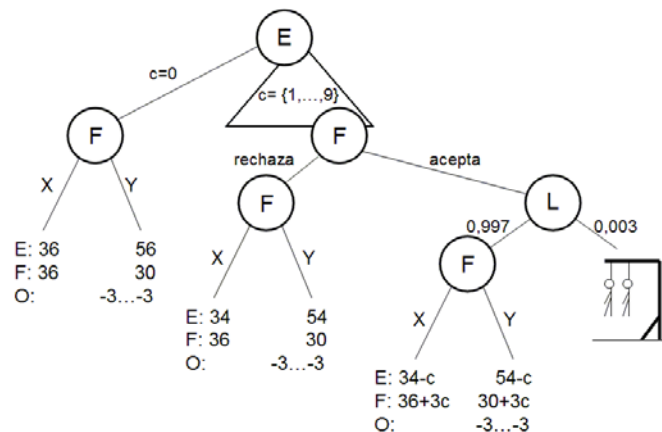 E
c=0
c= {1,...,9}
F
F
rechaza
acepta
F
L
X
Y
0,997
0,003
X
Y
F
E: 36 56
F: 36 30
O: -3...-3
X
Y
E: 34 54
F: 36 30
O: -3...-3
E: 34-c 54-c
F: 36+3c 30+3c
O: -3...-3